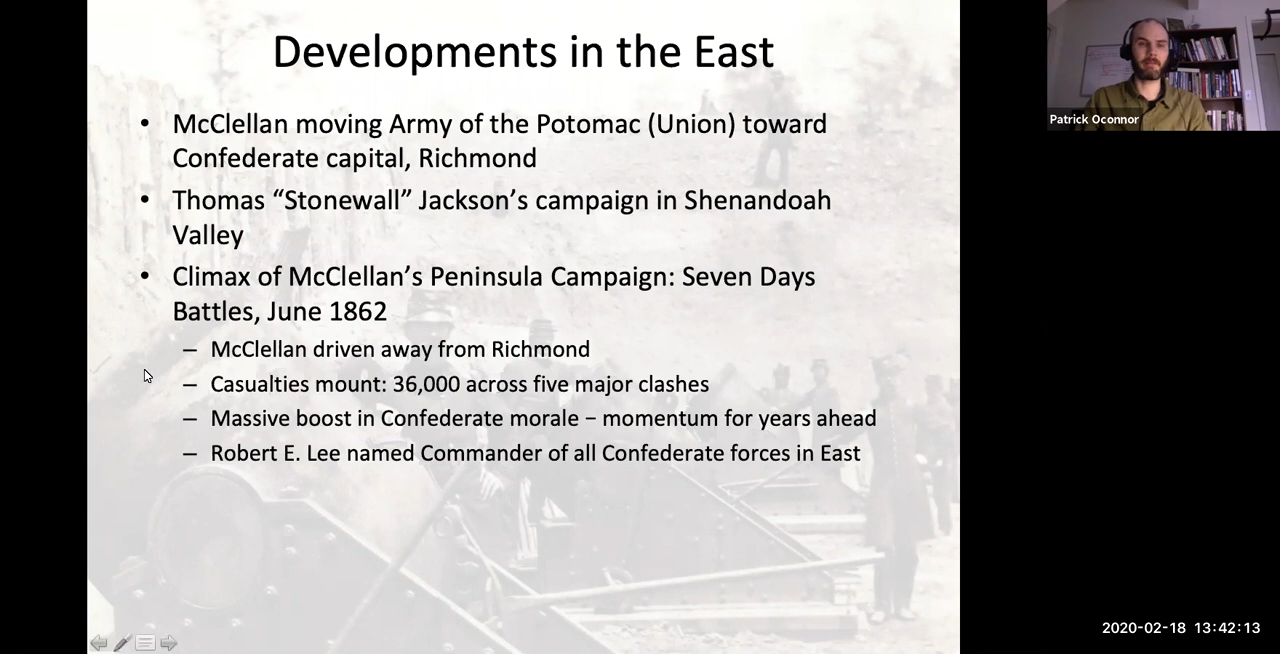 Developments in the East
• McClellan moving Army of the Potomac (Union) toward
Confederate capital, Richmond
• Thomas “Stonewall” Jackson’s campaign in Shenandoah
Valley
• Climax of McClellan’s Peninsula Campaign: Seven Days
Battles, June 1862
– McClellan driven away from Richmond
– Casualties mount: 36,000 across five major clashes
– Massive boost in Confederate morale – momentum for years ahead
– Robert E. Lee named Commander of all Confederate forces in East
Patrick Oconnor
2020-02-18 13:42:13